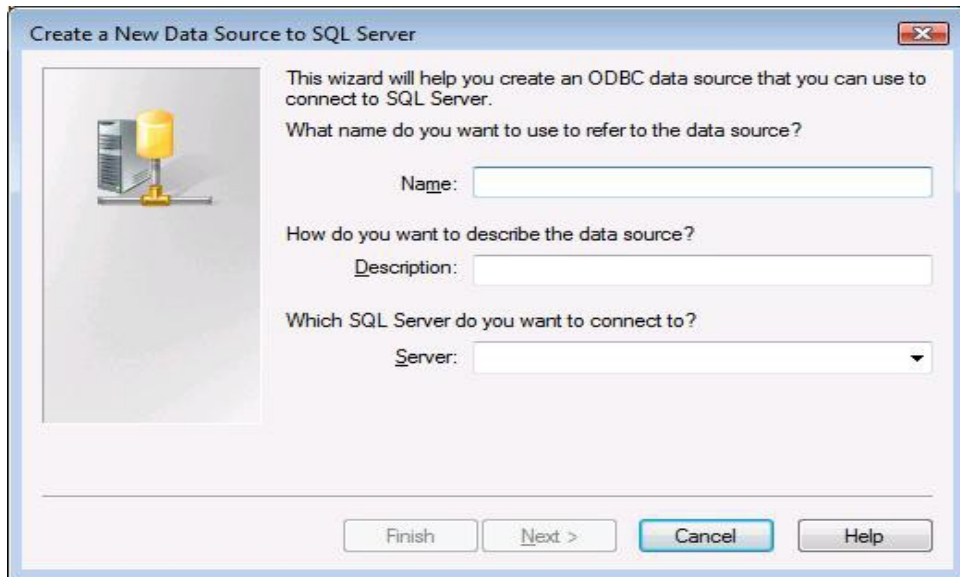 Create a New Data Source to SQL Server
This wizard will help you create an ODBC data source that you can use to
connect to SQL Server.
What name do you want to use to refer to the data source?
Name:
How do you want to describe the data source?
Description:
Which SQL Server do you want to connect to?
Server:
Finish
Next >
Cancel
Help